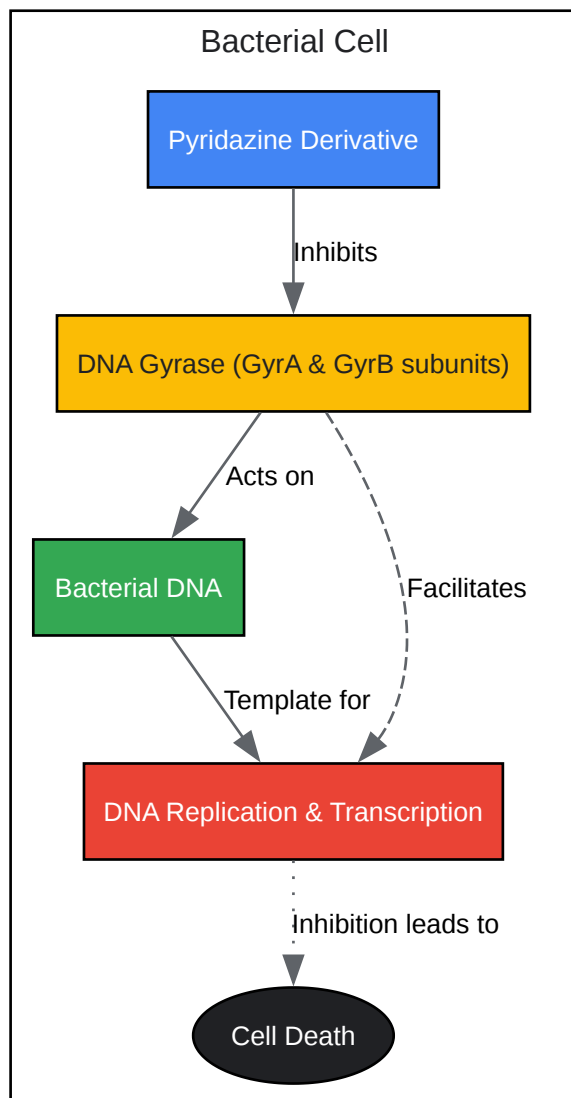 Bacterial Cell
Pyridazine Derivative
Inhibits
DNA Gyrase (GyrA & GyrB subunits)
Acts on
Bacterial DNA
Facilitates
Template for
DNA Replication & Transcription
Inhibition leads to
Cell Death